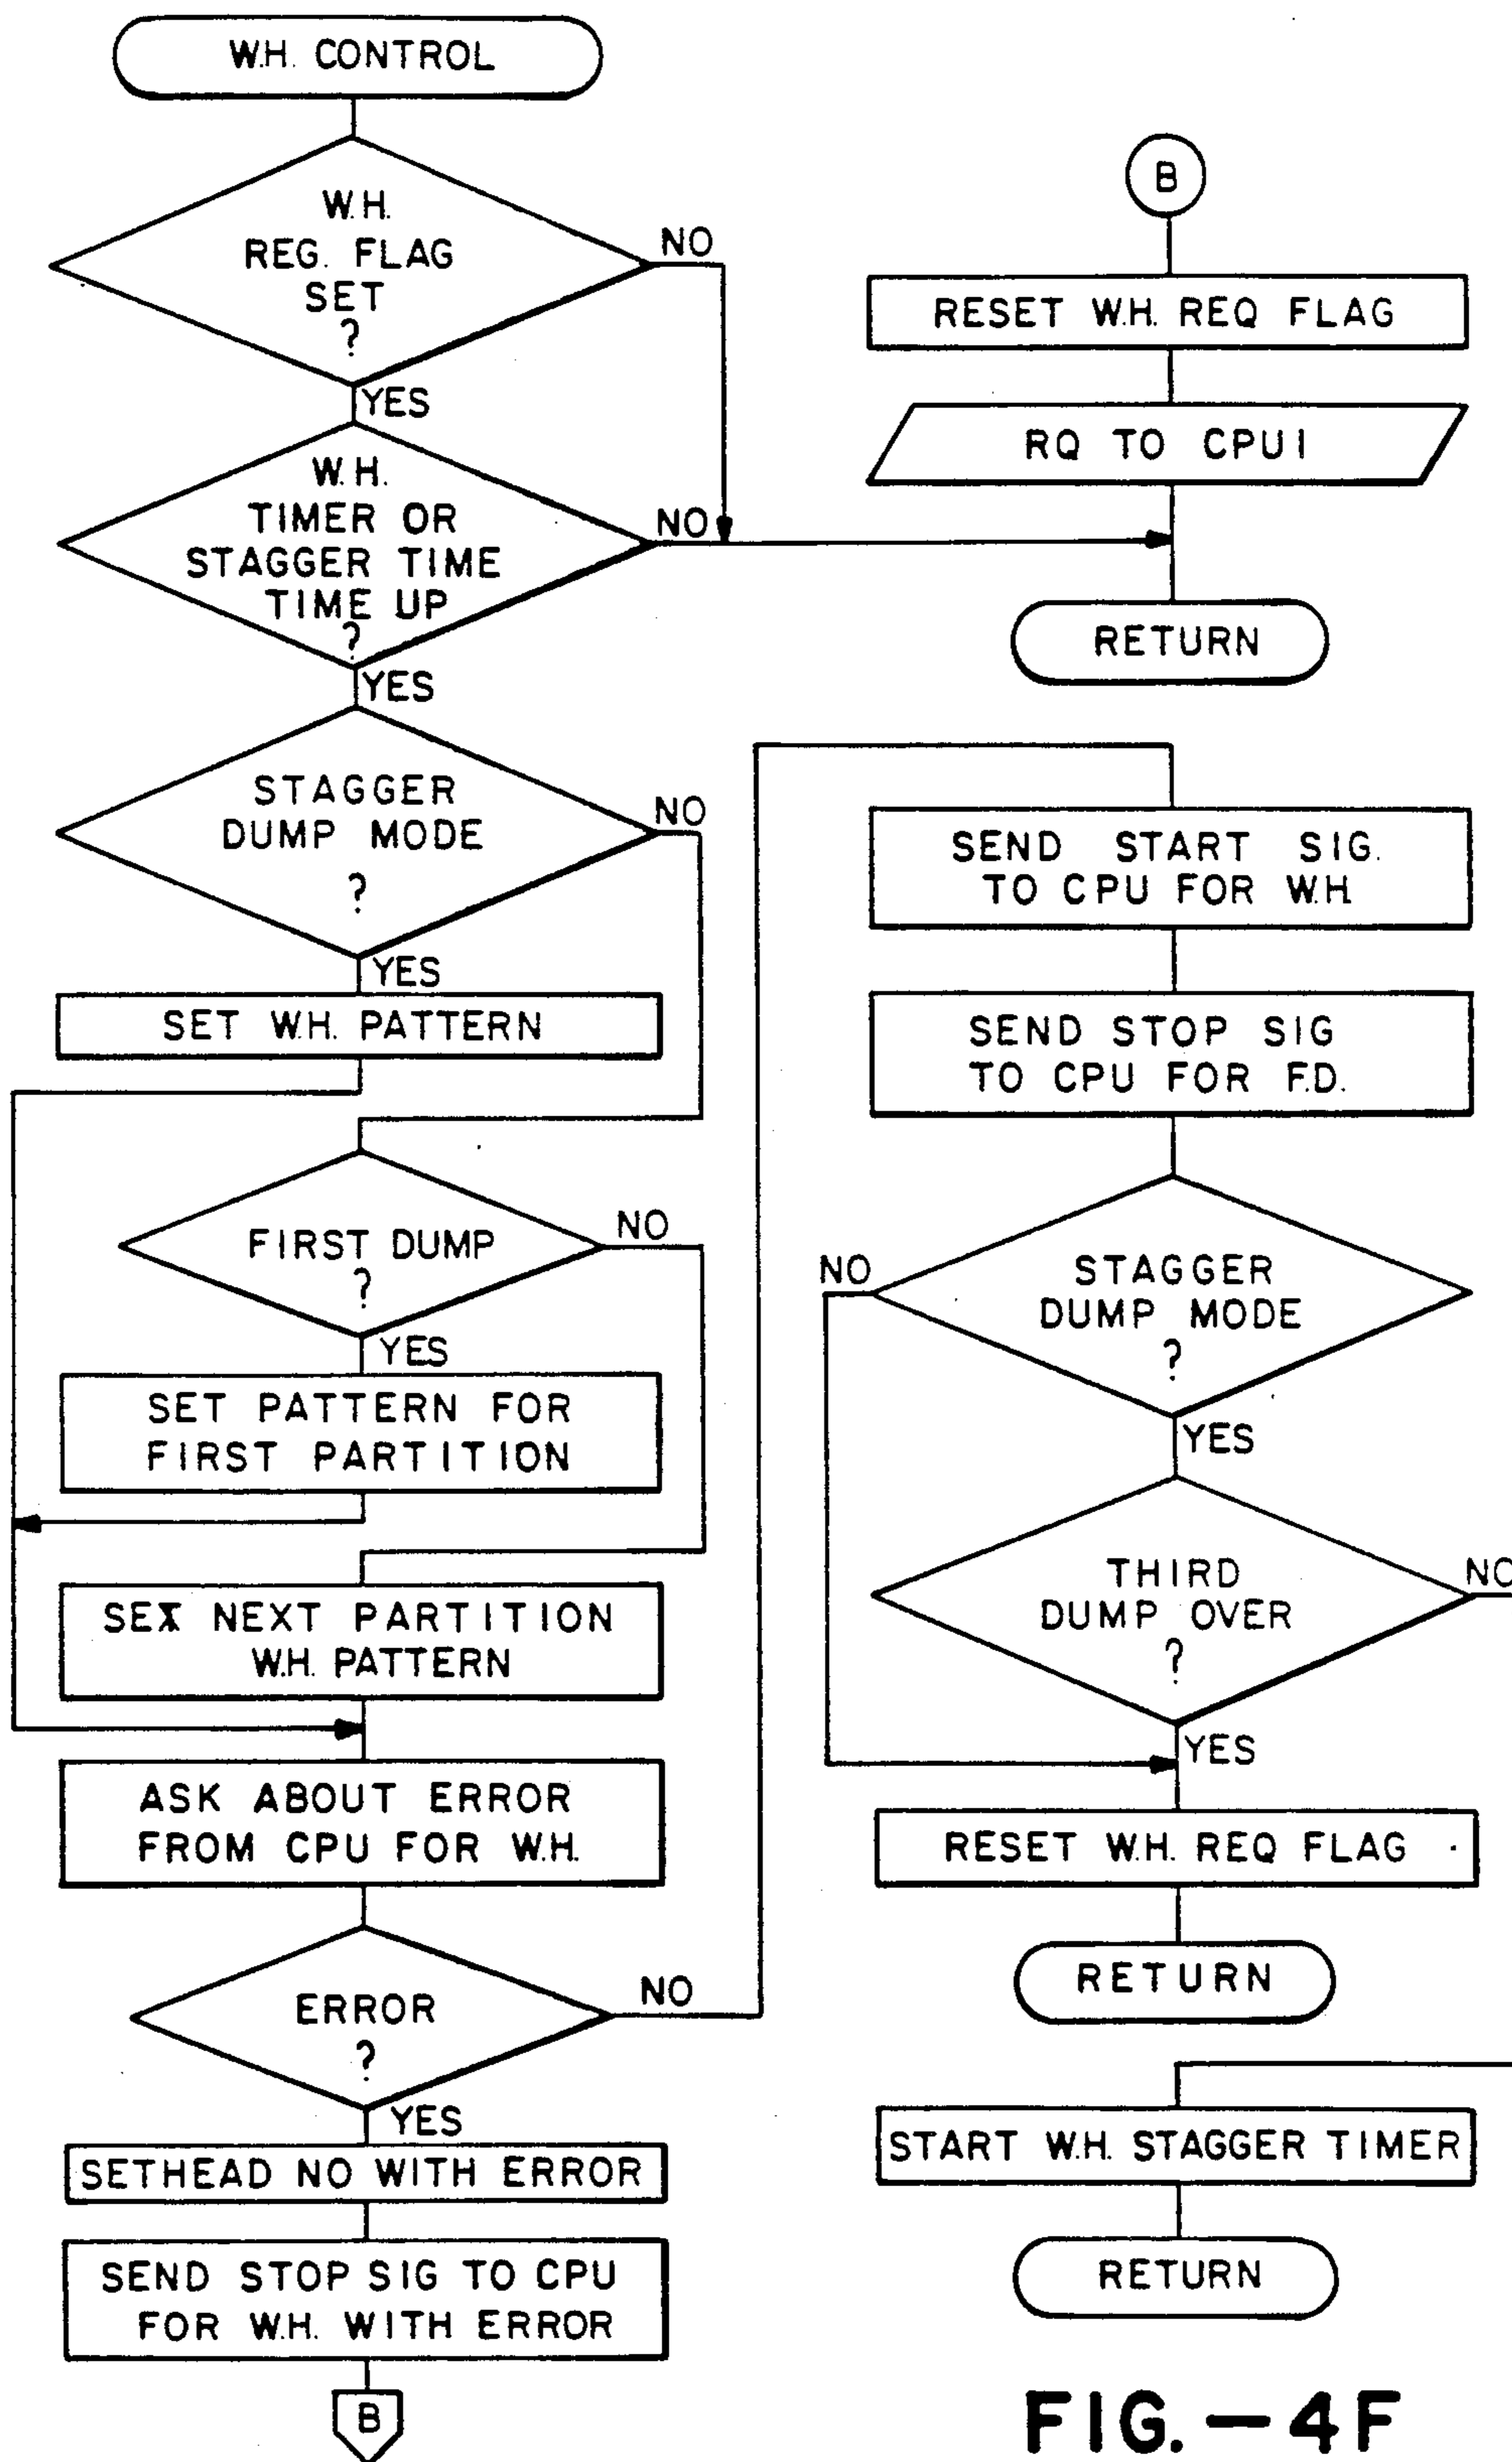 W.H. CONTROL
W.H.
REG. FLAG
SET
?
NO
YES
W.H.
TIMER OR
STAGGER TIME
TIME UP
?
NO
YES
STAGGER
DUMP MODE
?
NO
YES
SET W.H. PATTERN
FIRST DUMP
?
NO
YES
SET PATTERN FOR
FIRST PARTITION
SET NEXT PARTITION
W.H. PATTERN
ASK ABOUT ERROR
FROM CPU FOR W.H.
ERROR
?
NO
YES
SETHEAD NO WITH ERROR
SEND STOP SIG TO CPU
FOR W.H. WITH ERROR
B
B
RESET W.H. REQ FLAG
RQ TO CPU1
RETURN
SEND START SIG.
TO CPU FOR W.H.
SEND STOP SIG
TO CPU FOR F.D.
STAGGER
DUMP MODE
?
NO
YES
THIRD
DUMP OVER
?
NO
YES
RESET W.H. REQ FLAG
RETURN
START W.H. STAGGER TIMER
RETURN
FIG.—4F